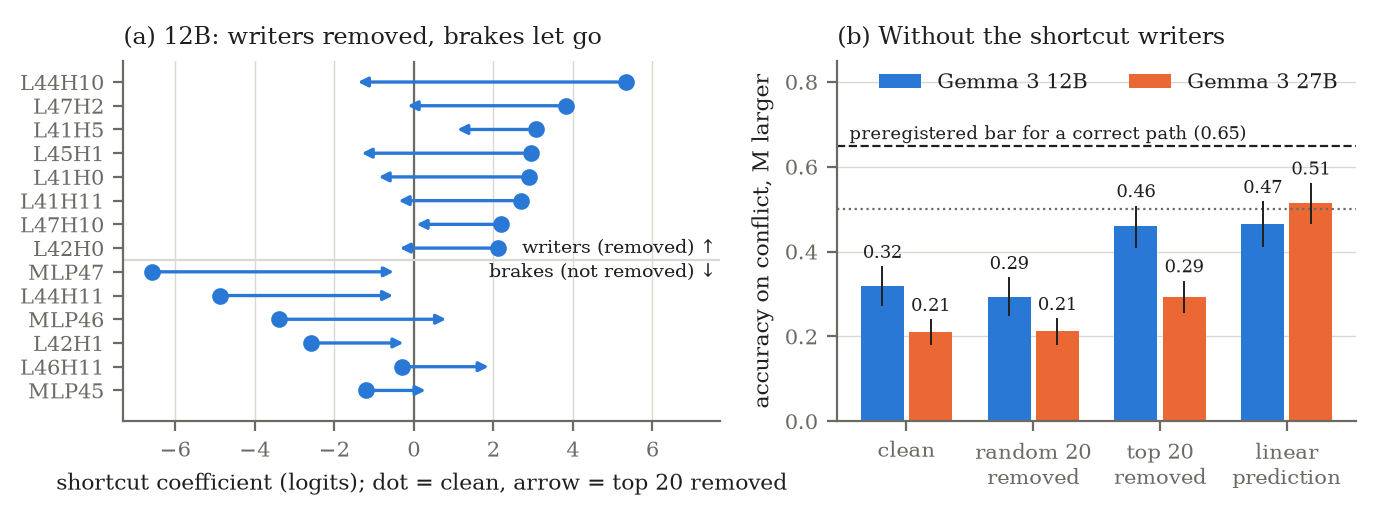 (a) 12B: writers removed, brakes let go
L44H10
L47H2
L41H5
L45H1
L41H0
L41H11
L47H10
L42H0
writers (removed) ↑
MLP47
brakes (not removed) ↓
L44H11
MLP46
L42H1
L46H11
MLP45
−6 −4 −2 0 2 4 6
shortcut coefficient (logits); dot = clean, arrow = top 20 removed
(b) Without the shortcut writers
accuracy on conflict, M larger
0.8
0.6
0.4
0.2
0.0
Gemma 3 12B
Gemma 3 27B
preregistered bar for a correct path (0.65)
0.32
0.21
0.29
0.21
0.46
0.29
0.47
0.51
clean
random 20
removed
top 20
removed
linear
prediction